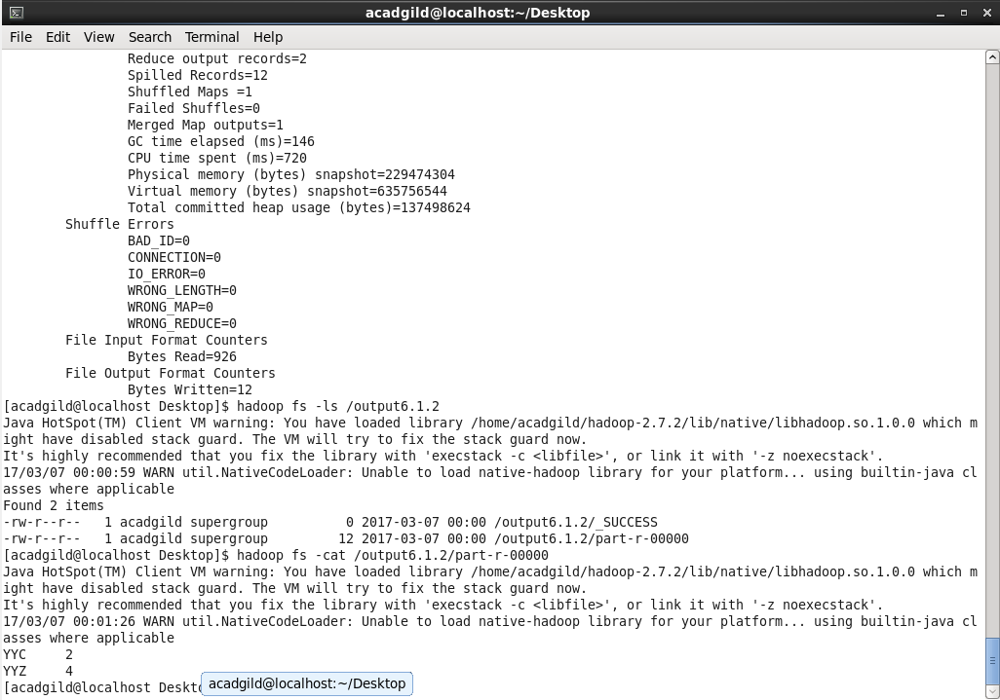 acadgild@localhost:~/Desktop
File Edit View Search Terminal Help
Reduce output records=2
Spilled Records=12
Shuffled Maps =1
Failed Shuffles=0
Merged Map outputs=1
GC time elapsed (ms)=146
CPU time spent (ms)=720
Physical memory (bytes) snapshot=229474304
Virtual memory (bytes) snapshot=635756544
Total committed heap usage (bytes)=137498624
Shuffle Errors
BAD_ID=0
CONNECTION=0
IO_ERROR=0
WRONG_LENGTH=0
WRONG_MAP=0
WRONG_REDUCE=0
File Input Format Counters
Bytes Read=926
File Output Format Counters
Bytes Written=12
[acadgild@localhost Desktop]$ hadoop fs -ls /output6.1.2
Java HotSpot(TM) Client VM warning: You have loaded library /home/acadgild/hadoop-2.7.2/lib/native/libhadoop.so.1.0.0 which m
ight have disabled stack guard. The VM will try to fix the stack guard now.
It's highly recommended that you fix the library with 'execstack -c <libfile>', or link it with '-z noexecstack'.
17/03/07 00:00:59 WARN util.NativeCodeLoader: Unable to load native-hadoop library for your platform... using builtin-java cl
asses where applicable
Found 2 items
-rw-r--r--   1 acadgild supergroup          0 2017-03-07 00:00 /output6.1.2/_SUCCESS
-rw-r--r--   1 acadgild supergroup         12 2017-03-07 00:00 /output6.1.2/part-r-00000
[acadgild@localhost Desktop]$ hadoop fs -cat /output6.1.2/part-r-00000
Java HotSpot(TM) Client VM warning: You have loaded library /home/acadgild/hadoop-2.7.2/lib/native/libhadoop.so.1.0.0 which m
ight have disabled stack guard. The VM will try to fix the stack guard now.
It's highly recommended that you fix the library with 'execstack -c <libfile>', or link it with '-z noexecstack'.
17/03/07 00:01:26 WARN util.NativeCodeLoader: Unable to load native-hadoop library for your platform... using builtin-java cl
asses where applicable
YYC     2
YYZ     4
[acadgild@localhost Deskto
acadgild@localhost:~/Desktop